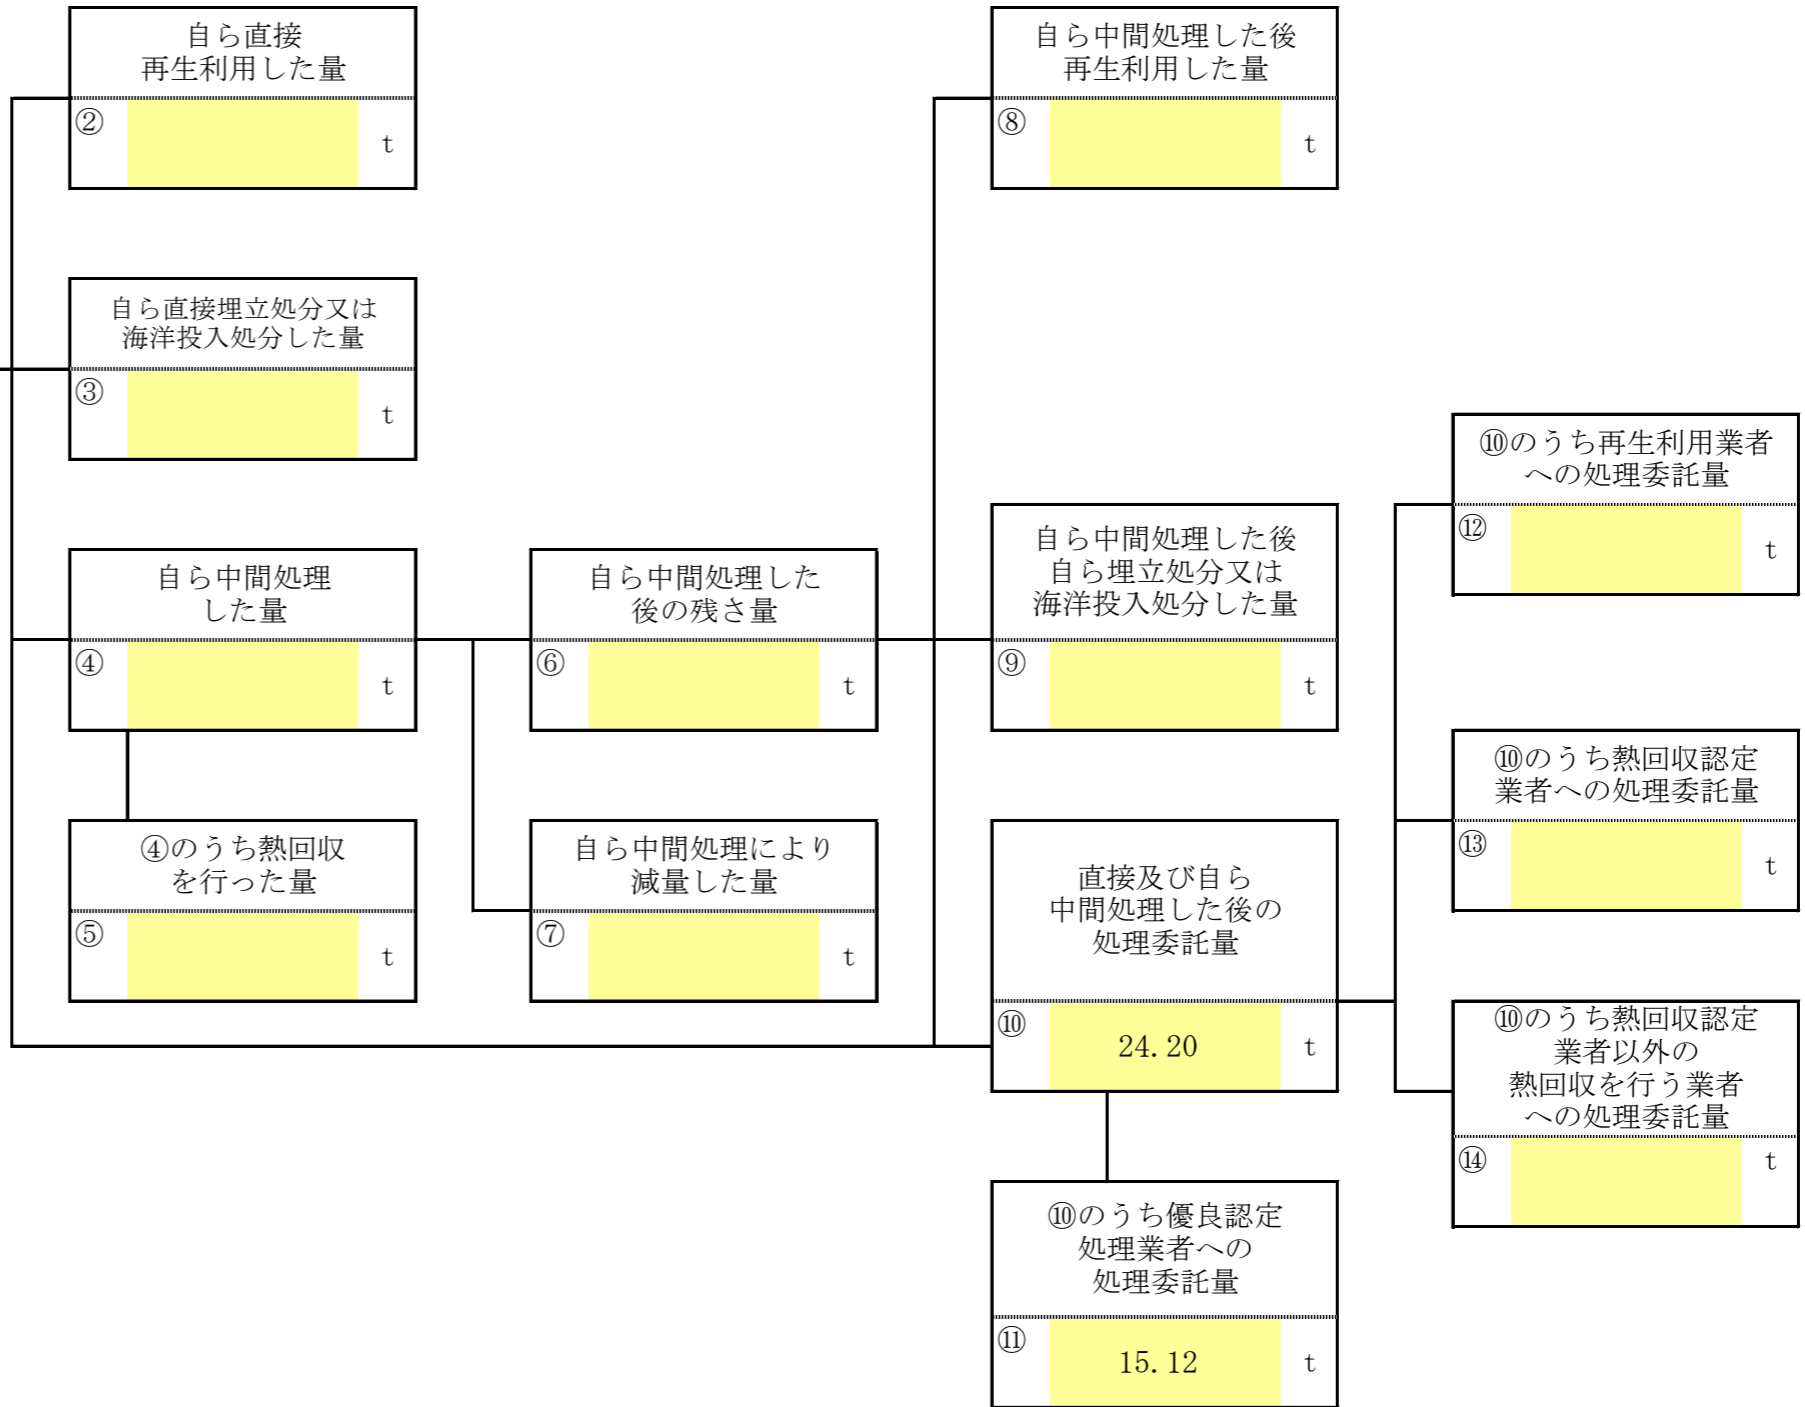 自ら直接
再生利用した量
②
t
自ら中間処理した後
再生利用した量
⑧
t
自ら直接埋立処分又は
海洋投入処分した量
③
t
⑩のうち再生利用業者
への処理委託量
⑫
t
自ら中間処理
した量
④
t
自ら中間処理した
後の残さ量
⑥
t
自ら中間処理した後
自ら埋立処分又は
海洋投入処分した量
⑨
t
⑩のうち熱回収認定
業者への処理委託量
⑬
t
④のうち熱回収
を行った量
⑤
t
自ら中間処理により
減量した量
⑦
t
直接及び自ら
中間処理した後の
処理委託量
⑩
24.20
t
⑩のうち熱回収認定
業者以外の
熱回収を行う業者
への処理委託量
⑭
t
⑩のうち優良認定
処理業者への
処理委託量
⑪
15.12
t